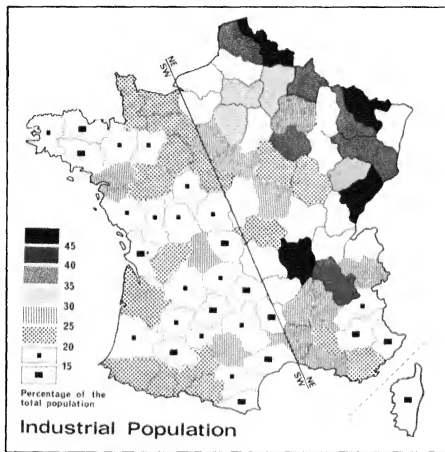 NE
SW
45
40
35
30
25
20
15
NE
SW
Percentage of the
total population
Industrial Population